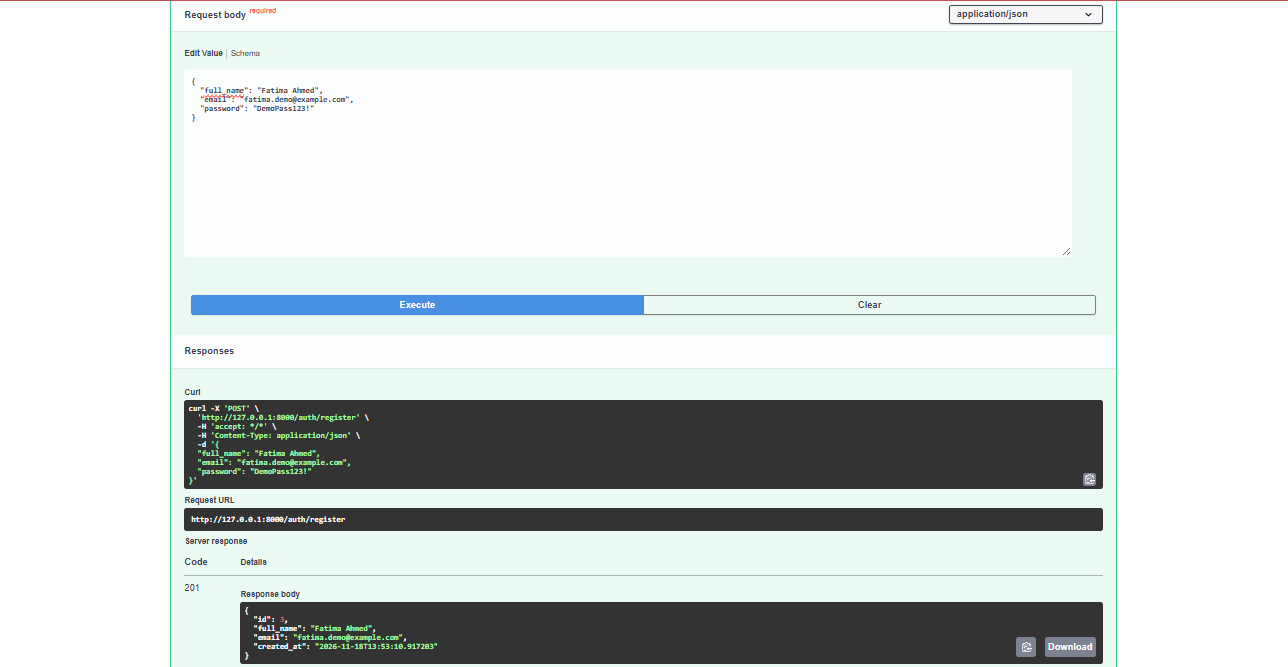 Request body required
application/json
Edit Value | Schema
{
  "full_name": "Fatima Ahmed",
  "email": "fatima.demo@example.com",
  "password": "DemoPass123!"
}
Execute
Clear
Responses
Curl
curl -X 'POST' \
  'http://127.0.0.1:8000/auth/register' \
  -H 'accept: */*' \
  -H 'Content-Type: application/json' \
  -d '{
  "full_name": "Fatima Ahmed",
  "email": "fatima.demo@example.com",
  "password": "DemoPass123!"
}'
Request URL
http://127.0.0.1:8000/auth/register
Server response
Code Details
201
Response body
{
  "id": 3,
  "full_name": "Fatima Ahmed",
  "email": "fatima.demo@example.com",
  "created_at": "2026-11-18T13:53:10.917203"
}
Download